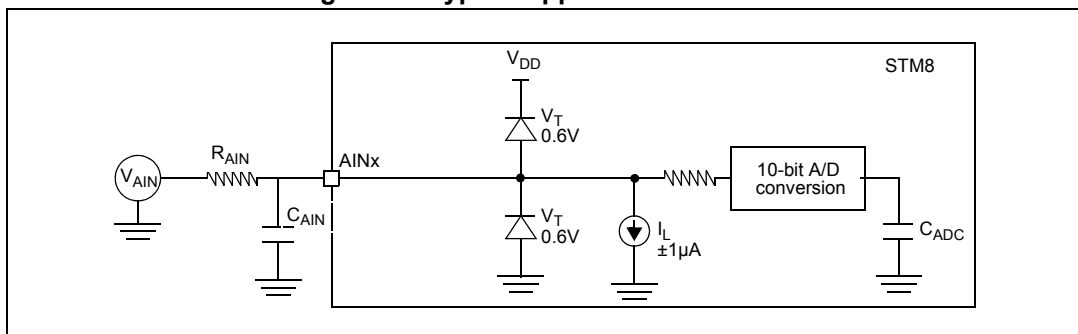 V_DD
STM8
V_T
0.6V
R_AIN
AINx
10-bit A/D
conversion
V_AIN
C_AIN
V_T
0.6V
I_L
±1µA
C_ADC